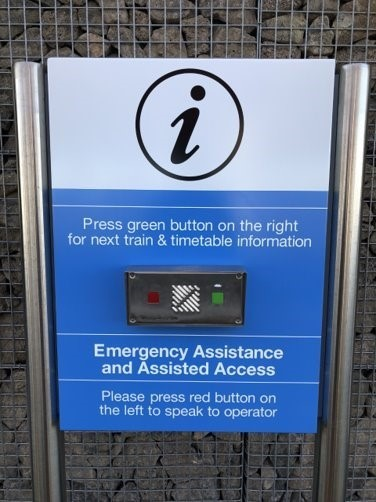 i
Press green button on the right
for next train & timetable information
Emergency Assistance
and Assisted Access
Please press red button on
the left to speak to operator